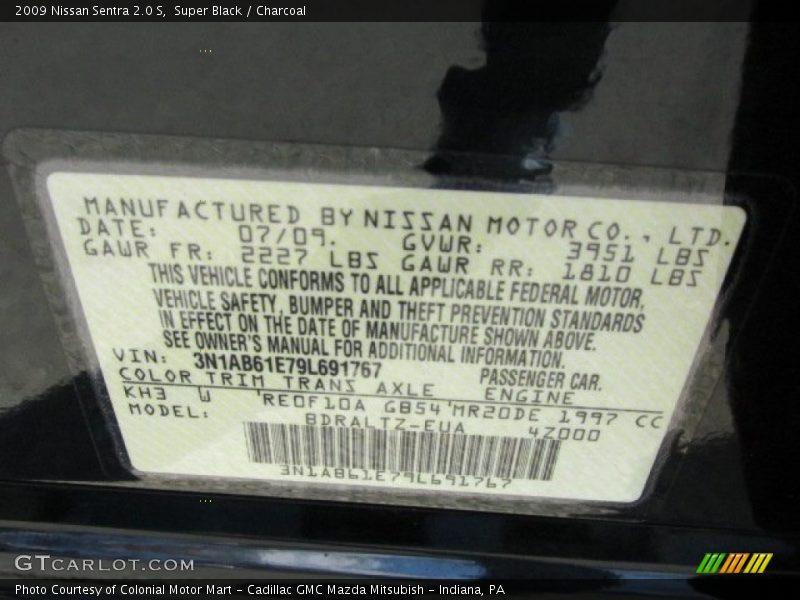 2009 Nissan Sentra 2.0 S,  Super Black / Charcoal
MANUFACTURED BY NISSAN MOTOR CO., LTD.
DATE: 07/09. GVWR: 3951 LBS
GAWR FR: 2227 LBS GAWR RR: 1810 LBS
THIS VEHICLE CONFORMS TO ALL APPLICABLE FEDERAL MOTOR.
VEHICLE SAFETY, BUMPER AND THEFT PREVENTION STANDARDS
IN EFFECT ON THE DATE OF MANUFACTURE SHOWN ABOVE.
SEE OWNER'S MANUAL FOR ADDITIONAL INFORMATION.
VIN: 3N1AB61E79L691767 PASSENGER CAR.
COLOR TRIM TRANS AXLE ENGINE
KH3 W 'RE0F10A GB54'MR20DE 1997 CC
MODEL: BDRALTZ-EUA 4Z000
3N1AB61E79L691767
GTCARLOT.COM
Photo Courtesy of Colonial Motor Mart – Cadillac GMC Mazda Mitsubish – Indiana, PA